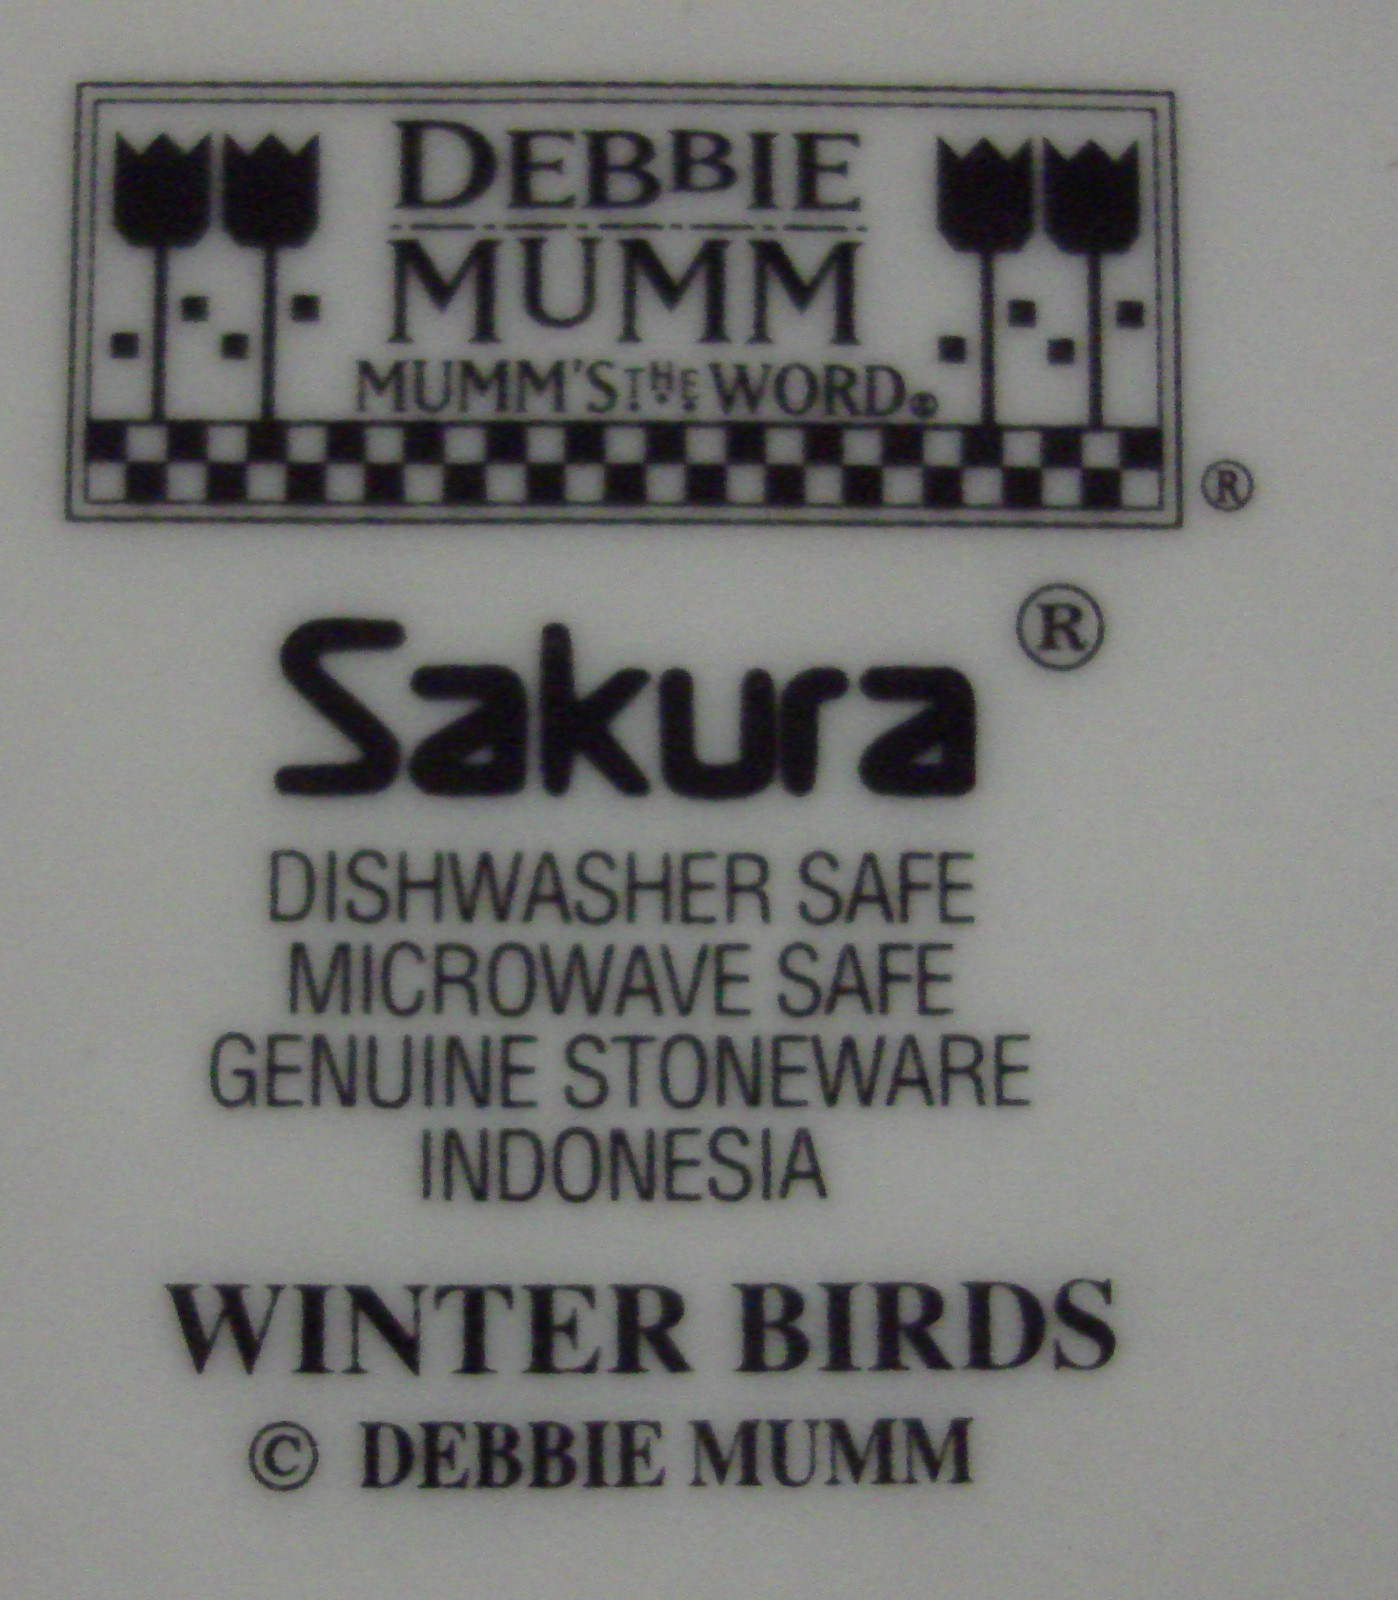 DEBBIE
MUMM
MUMM'S THE WORD®
®
Sakura ®
DISHWASHER SAFE
MICROWAVE SAFE
GENUINE STONEWARE
INDONESIA
WINTER BIRDS
© DEBBIE MUMM